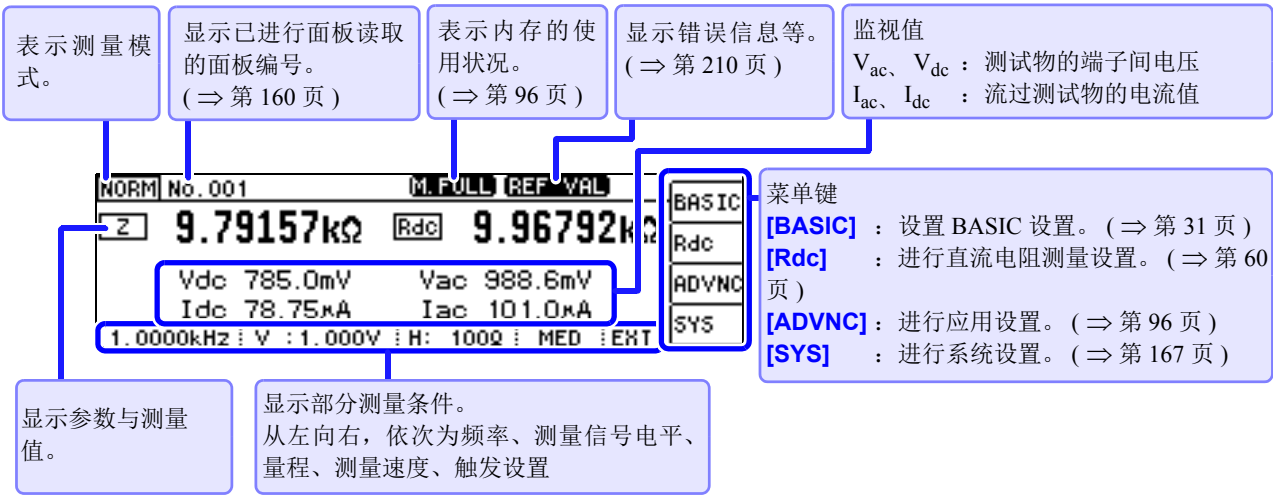 表示测量模
式。
显示已进行面板读取
的面板编号。
( ⇒ 第 160 页 )
表示内存的使
用状况。
( ⇒ 第 96 页 )
显示错误信息等。
( ⇒ 第 210 页 )
监视值
Vac、 Vdc ： 测试物的端子间电压
Iac、 Idc ： 流过测试物的电流值
NORM No.001 M.FULL REF VAL
Z 9.79157kΩ Rdc 9.96792kΩ
Vdc 785.0mV Vac 988.6mV
Idc 78.75μA Iac 101.0μA
1.0000kHz V :1.000V H: 100Ω MED EXT
BASIC
Rdc
ADVNC
SYS
菜单键
[BASIC] ：设置 BASIC 设置。 ( ⇒ 第 31 页 )
[Rdc] ：进行直流电阻测量设置。 ( ⇒ 第 60
页 )
[ADVNC] ：进行应用设置。 ( ⇒ 第 96 页 )
[SYS] ：进行系统设置。 ( ⇒ 第 167 页 )
显示参数与测量
值。
显示部分测量条件。
从左向右，依次为频率、测量信号电平、
量程、测量速度、触发设置